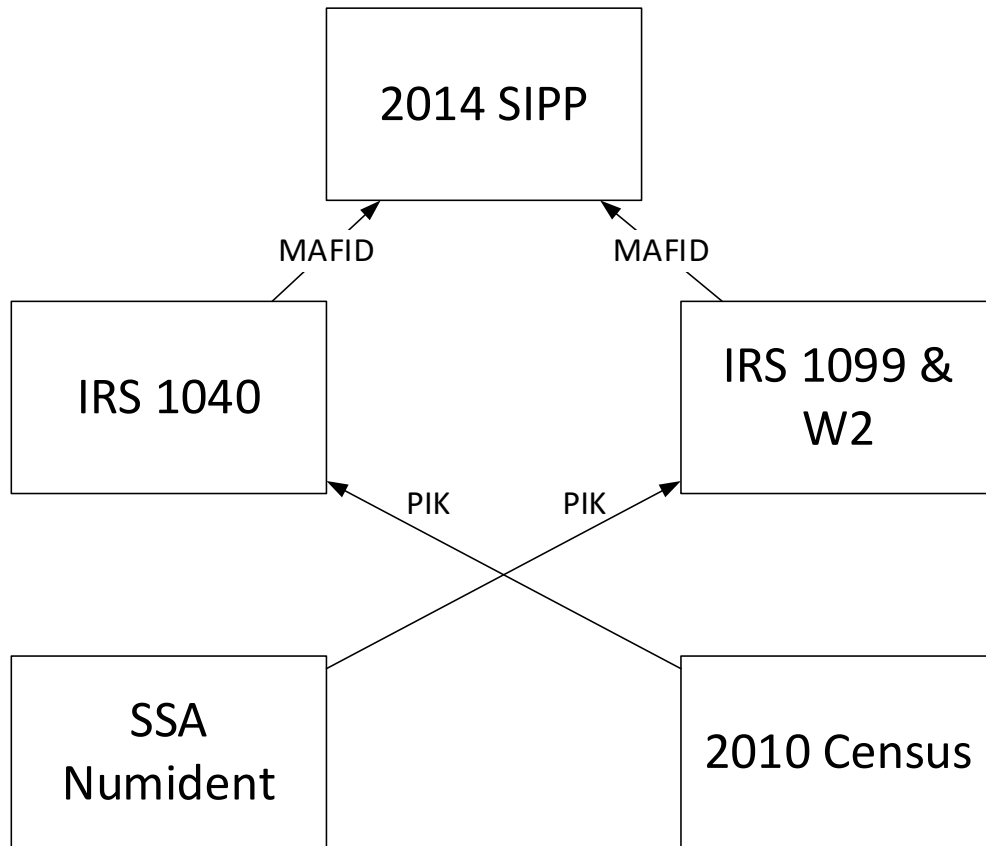 2014 SIPP
MAFID
MAFID
IRS 1040
IRS 1099 &
W2
PIK
PIK
SSA
Numident
2010 Census